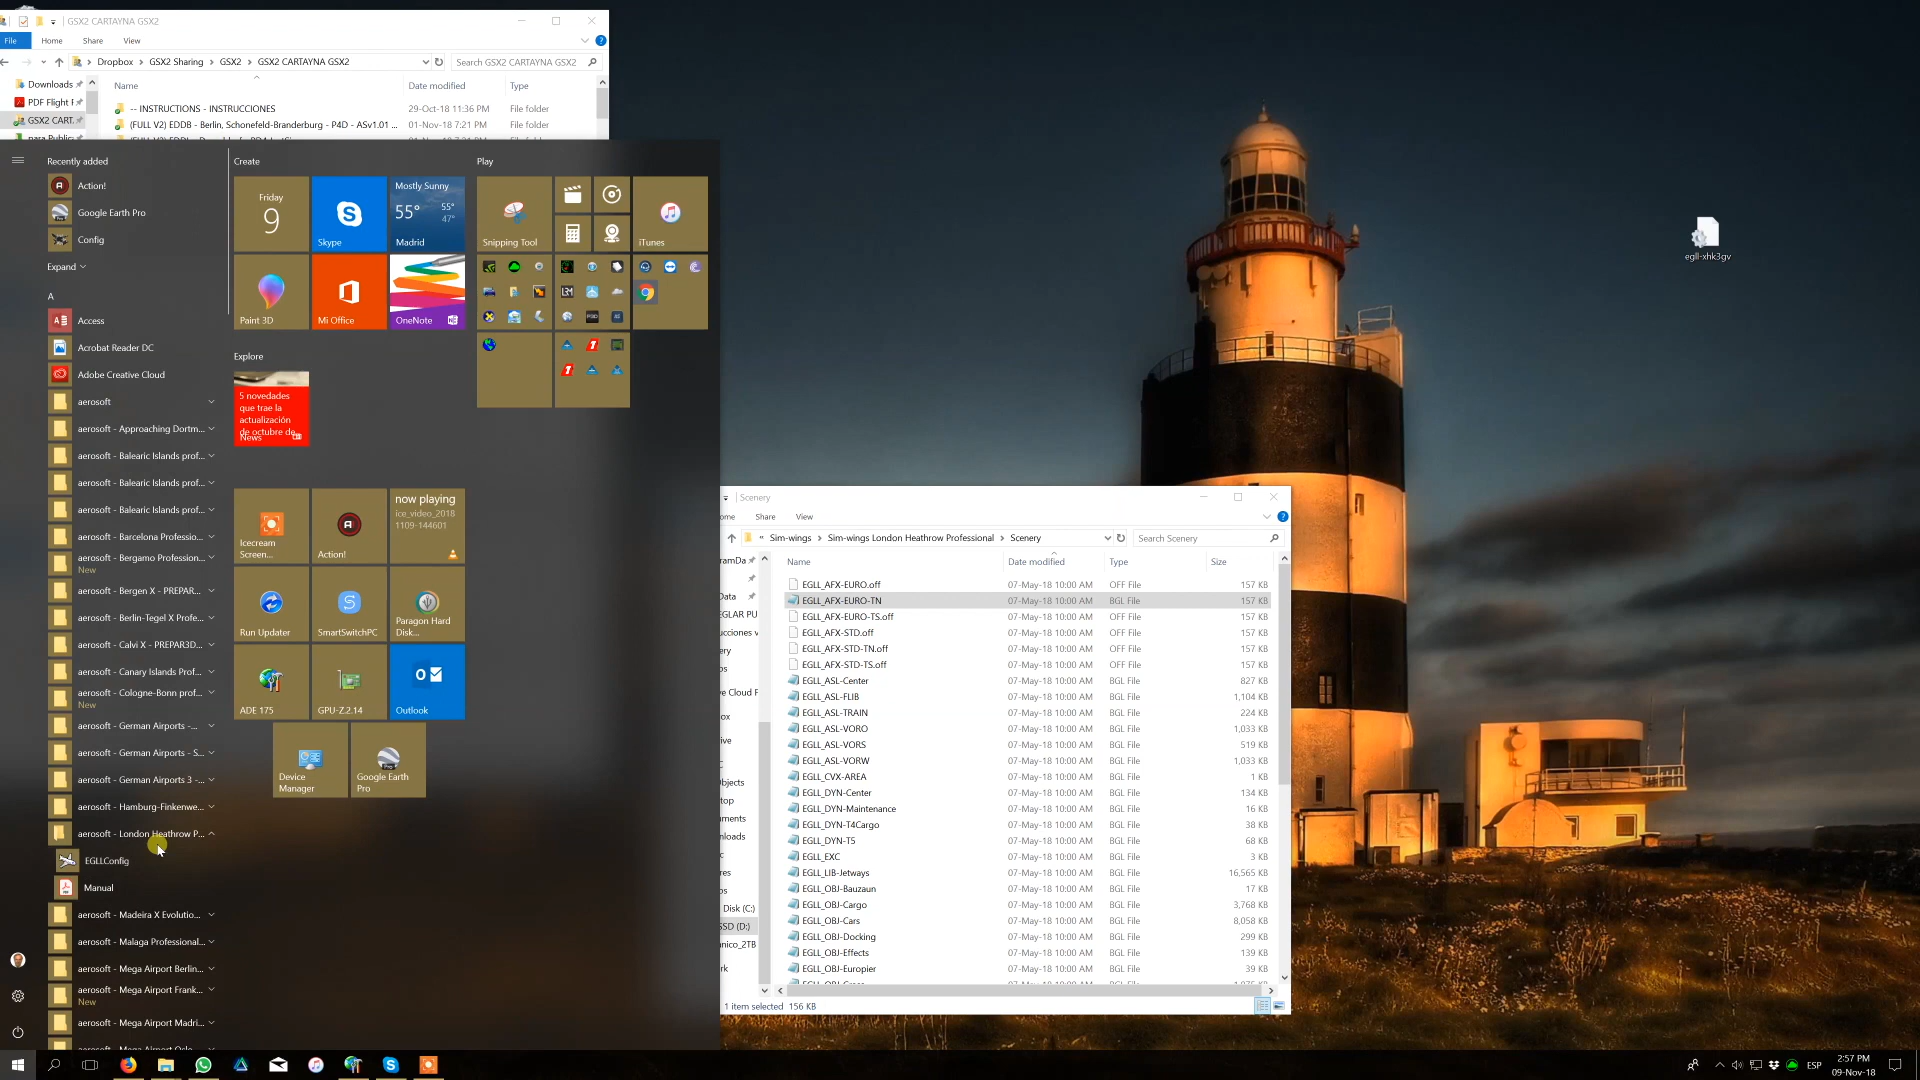 GSX2 CARTAYNA GSX2
File
Home
Share
View
Dropbox
GSX2 Sharing
GSX2
GSX2 CARTAYNA GSX2
Search GSX2 CARTAYNA GSX2
Downloads
Name
Date modified
Type
PDF Flight F
GSX2 CART.
-- INSTRUCTIONS - INSTRUCCIONES
29-Oct-18 11:36 PM
File folder
(FULL V2) EDDB - Berlin, Schonefeld-Branderburg - P4D - ASv1.01 ...
01-Nov-18 7:21 PM
File folder
Recently added
Action!
Google Earth Pro
Config
Expand
A
Access
Acrobat Reader DC
Adobe Creative Cloud
aerosoft
aerosoft - Approaching Dortm...
aerosoft - Balearic Islands prof...
aerosoft - Balearic Islands prof...
aerosoft - Balearic Islands prof...
aerosoft - Barcelona Professio...
aerosoft - Bergamo Profession...
New
aerosoft - Bergen X - PREPAR...
aerosoft - Berlin-Tegel X Profe...
aerosoft - Calvi X - PREPAR3D...
aerosoft - Canary Islands Prof...
aerosoft - Cologne-Bonn prof...
New
aerosoft - German Airports -...
aerosoft - German Airports - S...
aerosoft - German Airports 3 -...
aerosoft - Hamburg-Finkenwe...
aerosoft - London Heathrow P...
EGLLConfig
Manual
aerosoft - Madeira X Evolutio...
aerosoft - Malaga Professional...
aerosoft - Mega Airport Berlin...
aerosoft - Mega Airport Frank...
New
aerosoft - Mega Airport Madri...
aerosoft - Mega Airport Oslo
Create
Friday
9
Skype
Mostly Sunny
55°
55°
47°
Madrid
Paint 3D
Mi Office
OneNote
Explore
5 novedades
que trae la
actualización
de octubre de
News
Icecream
Screen...
Action!
now playing
ice_video_2018
1109-144601
Run Updater
SmartSwitchPC
Paragon Hard
Disk...
ADE 175
GPU-Z.2.14
Outlook
Device
Manager
Google Earth
Pro
Play
Snipping Tool
iTunes
egll-xhk3gv
Scenery
ome
Share
View
Sim-wings
Sim-wings London Heathrow Professional
Scenery
Search Scenery
Name
Date modified
Type
Size
ramDa
Data
EGLAR PU
ucciones v
ery
os
Cloud F
ox
ive
C
Objects
top
uments
nloads
c
res
os
Disk (C:)
SSD (D:)
anico_2TB
rk
EGLL_AFX-EURO.off 07-May-18 10:00 AM OFF File 157 KB
EGLL_AFX-EURO-TN 07-May-18 10:00 AM BGL File 157 KB
EGLL_AFX-EURO-TS.off 07-May-18 10:00 AM OFF File 157 KB
EGLL_AFX-STD.off 07-May-18 10:00 AM OFF File 157 KB
EGLL_AFX-STD-TN.off 07-May-18 10:00 AM OFF File 157 KB
EGLL_AFX-STD-TS.off 07-May-18 10:00 AM OFF File 157 KB
EGLL_ASL-Center 07-May-18 10:00 AM BGL File 827 KB
EGLL_ASL-FLIB 07-May-18 10:00 AM BGL File 1,104 KB
EGLL_ASL-TRAIN 07-May-18 10:00 AM BGL File 224 KB
EGLL_ASL-VORO 07-May-18 10:00 AM BGL File 1,033 KB
EGLL_ASL-VORS 07-May-18 10:00 AM BGL File 519 KB
EGLL_ASL-VORW 07-May-18 10:00 AM BGL File 1,033 KB
EGLL_CVX-AREA 07-May-18 10:00 AM BGL File 1 KB
EGLL_DYN-Center 07-May-18 10:00 AM BGL File 134 KB
EGLL_DYN-Maintenance 07-May-18 10:00 AM BGL File 16 KB
EGLL_DYN-T4Cargo 07-May-18 10:00 AM BGL File 38 KB
EGLL_DYN-T5 07-May-18 10:00 AM BGL File 68 KB
EGLL_EXC 07-May-18 10:00 AM BGL File 3 KB
EGLL_LIB-Jetways 07-May-18 10:00 AM BGL File 16,565 KB
EGLL_OBJ-Bauzaun 07-May-18 10:00 AM BGL File 17 KB
EGLL_OBJ-Cargo 07-May-18 10:00 AM BGL File 3,768 KB
EGLL_OBJ-Cars 07-May-18 10:00 AM BGL File 8,058 KB
EGLL_OBJ-Docking 07-May-18 10:00 AM BGL File 299 KB
EGLL_OBJ-Effects 07-May-18 10:00 AM BGL File 139 KB
EGLL_OBJ-Europier 07-May-18 10:00 AM BGL File 39 KB
1 item selected 156 KB
ESP
2:57 PM
09-Nov-18